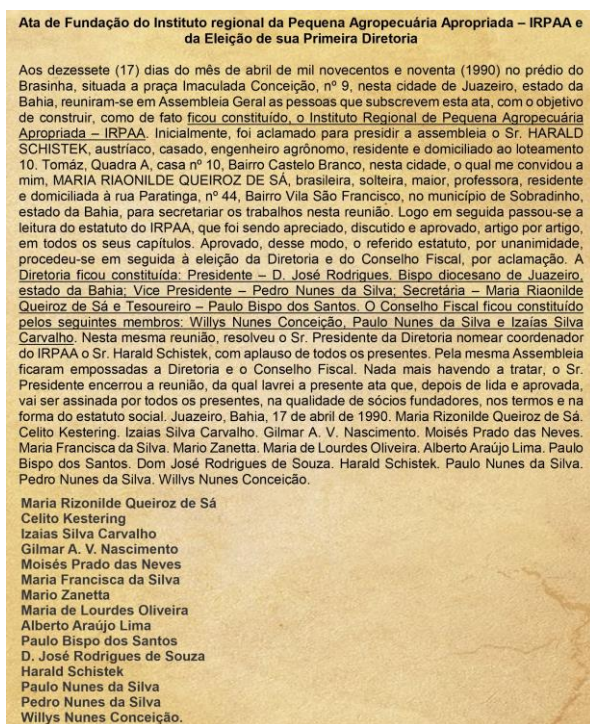 Ata de Fundação do Instituto regional da Pequena Agropecuária Apropriada – IRPAA e
da Eleição de sua Primeira Diretoria
Aos dezessete (17) dias do mês de abril de mil novecentos e noventa (1990) no prédio do
Brasinha, situada a praça Imaculada Conceição, nº 9, nesta cidade de Juazeiro, estado da
Bahia, reuniram-se em Assembleia Geral as pessoas que subscrevem esta ata, com o objetivo
de construir, como de fato ficou constituído, o Instituto Regional de Pequena Agropecuária
Apropriada – IRPAA. Inicialmente, foi aclamado para presidir a assembleia o Sr. HARALD
SCHISTEK, austríaco, casado, engenheiro agrônomo, residente e domiciliado ao loteamento
10. Tomáz, Quadra A, casa nº 10, Bairro Castelo Branco, nesta cidade, o qual me convidou a
mim, MARIA RIAONILDE QUEIROZ DE SÁ, brasileira, solteira, maior, professora, residente
e domiciliada à rua Paratinga, nº 44, Bairro Vila São Francisco, no município de Sobradinho,
estado da Bahia, para secretariar os trabalhos nesta reunião. Logo em seguida passou-se a
leitura do estatuto do IRPAA, que foi sendo apreciado, discutido e aprovado, artigo por artigo,
em todos os seus capítulos. Aprovado, desse modo, o referido estatuto, por unanimidade,
procedeu-se em seguida à eleição da Diretoria e do Conselho Fiscal, por aclamação. A
Diretoria ficou constituída: Presidente – D. José Rodrigues. Bispo diocesano de Juazeiro,
estado da Bahia; Vice Presidente – Pedro Nunes da Silva; Secretária – Maria Riaonilde
Queiroz de Sá e Tesoureiro – Paulo Bispo dos Santos. O Conselho Fiscal ficou constituído
pelos seguintes membros: Willys Nunes Conceição, Paulo Nunes da Silva e Izaías Silva
Carvalho. Nesta mesma reunião, resolveu o Sr. Presidente da Diretoria nomear coordenador
do IRPAA o Sr. Harald Schistek, com aplauso de todos os presentes. Pela mesma Assembleia
ficaram empossadas a Diretoria e o Conselho Fiscal. Nada mais havendo a tratar, o Sr.
Presidente encerrou a reunião, da qual lavrei a presente ata que, depois de lida e aprovada,
vai ser assinada por todos os presentes, na qualidade de sócios fundadores, nos termos e na
forma do estatuto social. Juazeiro, Bahia, 17 de abril de 1990. Maria Rizonilde Queiroz de Sá.
Celito Kestering. Izaias Silva Carvalho. Gilmar A. V. Nascimento. Moisés Prado das Neves.
Maria Francisca da Silva. Mario Zanetta. Maria de Lourdes Oliveira. Alberto Araújo Lima. Paulo
Bispo dos Santos. Dom José Rodrigues de Souza. Harald Schistek. Paulo Nunes da Silva.
Pedro Nunes da Silva. Willys Nunes Conceição.
Maria Rizonilde Queiroz de Sá
Celito Kestering
Izaias Silva Carvalho
Gilmar A. V. Nascimento
Moisés Prado das Neves
Maria Francisca da Silva
Mario Zanetta
Maria de Lourdes Oliveira
Alberto Araújo Lima
Paulo Bispo dos Santos
D. José Rodrigues de Souza
Harald Schistek
Paulo Nunes da Silva
Pedro Nunes da Silva
Willys Nunes Conceição.